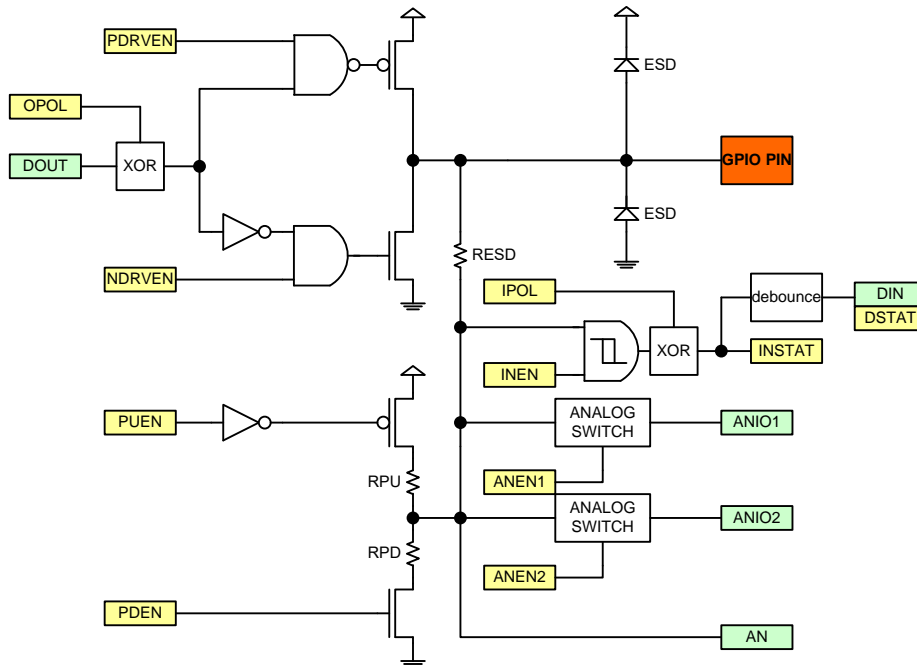 PDRVEN
ESD
OPOL
DOUT
XOR
GPIO PIN
ESD
RESD
NDRVEN
IPOL
debounce
DIN
DSTAT
XOR
INSTAT
INEN
PUEN
ANALOG
SWITCH
ANIO1
RPU
ANEN1
ANALOG
SWITCH
ANIO2
RPD
ANEN2
PDEN
AN